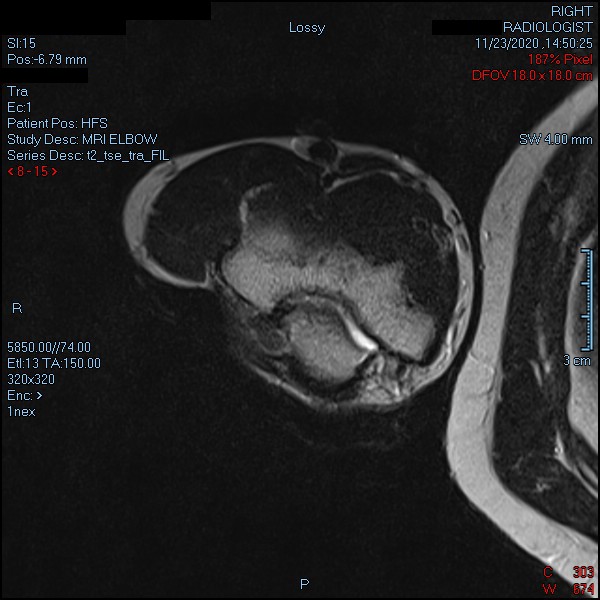 Lossy
RIGHT
RADIOLOGIST
11/23/2020 ,14:50:25
187% Pixel
DFOV 18.0 x 18.0 cm
SI:15
Pos:-6.79 mm
Tra
Ec:1
Patient Pos: HFS
Study Desc: MRI ELBOW
Series Desc: t2_tse_tra_FIL
< 8 - 15 >
SW 4.00 mm
R
3 cm
5850.00//74.00
Etl:13 TA:150.00
320x320
Enc: >
1nex
P
C 303
W 674